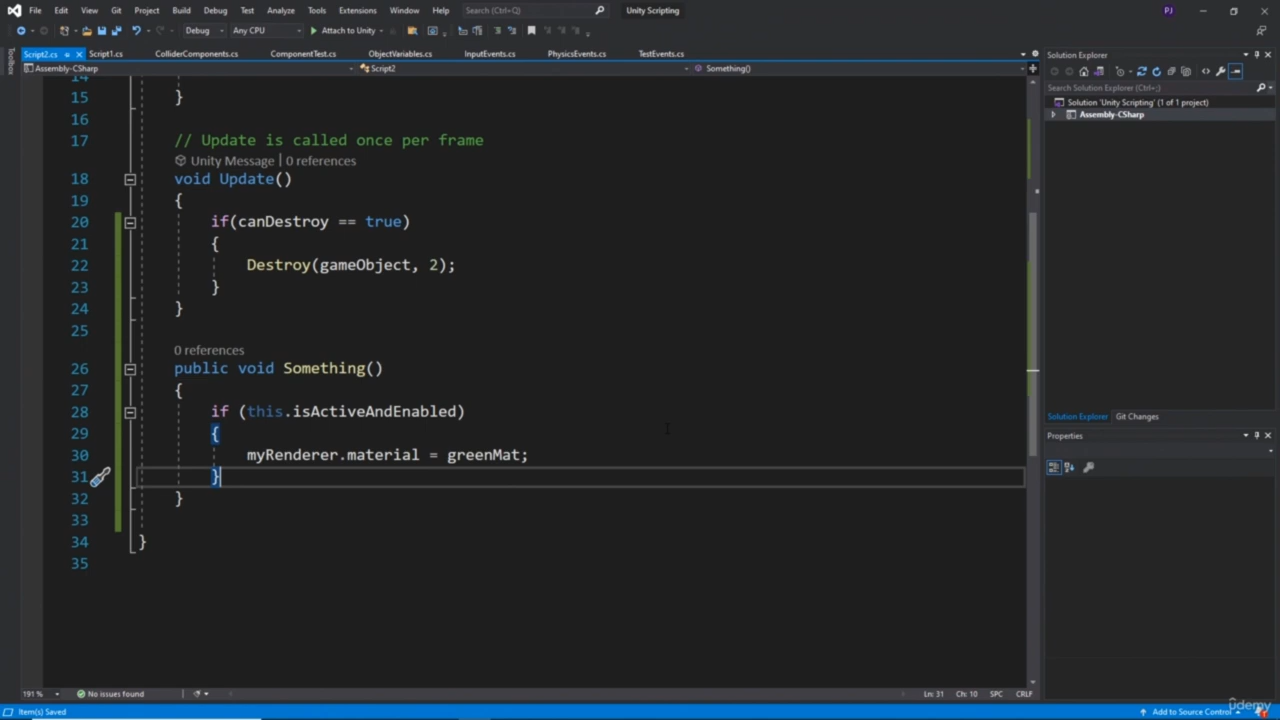 File Edit View Git Project Build Debug Test Analyze Tools Extensions Window Help Search (Ctrl+Q) Unity Scripting PJ
Debug Any CPU Attach to Unity
Script2.cs Script1.cs ColliderComponents.cs ComponentTest.cs ObjectVariables.cs InputEvents.cs PhysicsEvents.cs TestEvents.cs
Assembly-CSharp Script2 Something()
Toolbox
14
15 }
16
17 // Update is called once per frame
Unity Message | 0 references
18 void Update()
19 {
20 if(canDestroy == true)
21 {
22 Destroy(gameObject, 2);
23 }
24 }
25
0 references
26 public void Something()
27 {
28 if (this.isActiveAndEnabled)
29 {
30 myRenderer.material = greenMat;
31 }
32 }
33
34 }
35
191 % No issues found Ln: 31 Ch: 10 SPC CRLF
Item(s) Saved Add to Source Control
Solution Explorer
Search Solution Explorer (Ctrl+;)
Solution 'Unity Scripting' (1 of 1 project)
Assembly-CSharp
Solution Explorer Git Changes
Properties
udemy